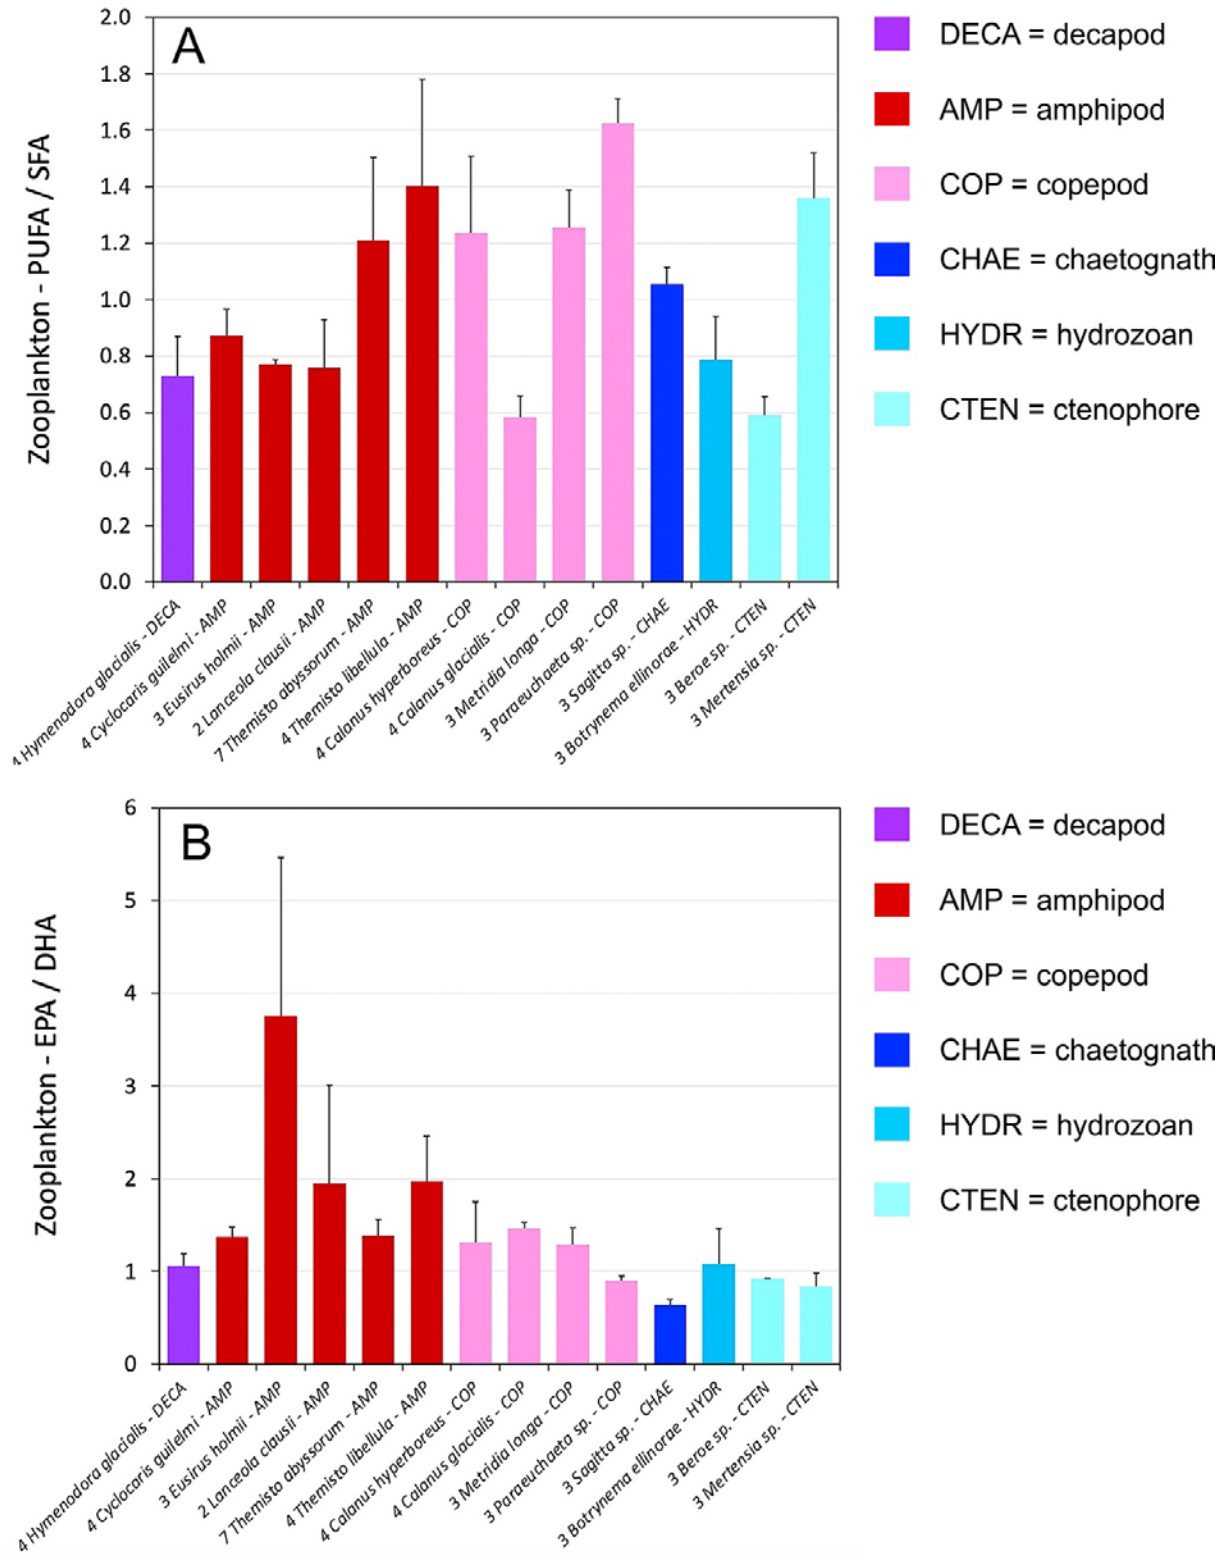 A
Zooplankton - PUFA / SFA
2.0
1.8
1.6
1.4
1.2
1.0
0.8
0.6
0.4
0.2
0.0
4 Hymenodora glacialis - DECA
4 Cyclocaris guilelmi - AMP
3 Eusirus holmii - AMP
2 Lanceola clausii - AMP
7 Themisto abyssorum - AMP
4 Themisto libellula - AMP
4 Calanus hyperboreus - COP
4 Calanus glacialis - COP
3 Metridia longa - COP
3 Paraeuchaeta sp. - COP
3 Sagitta sp. - CHAE
3 Botrynema ellinorae - HYDR
3 Beroe sp. - CTEN
3 Mertensia sp. - CTEN
DECA = decapod
AMP = amphipod
COP = copepod
CHAE = chaetognath
HYDR = hydrozoan
CTEN = ctenophore
B
Zooplankton - EPA / DHA
6
5
4
3
2
1
0
4 Hymenodora glacialis - DECA
4 Cyclocaris guilelmi - AMP
3 Eusirus holmii - AMP
2 Lanceola clausii - AMP
7 Themisto abyssorum - AMP
4 Themisto libellula - AMP
4 Calanus hyperboreus - COP
4 Calanus glacialis - COP
3 Metridia longa - COP
3 Paraeuchaeta sp. - COP
3 Sagitta sp. - CHAE
3 Botrynema ellinorae - HYDR
3 Beroe sp. - CTEN
3 Mertensia sp. - CTEN
DECA = decapod
AMP = amphipod
COP = copepod
CHAE = chaetognath
HYDR = hydrozoan
CTEN = ctenophore